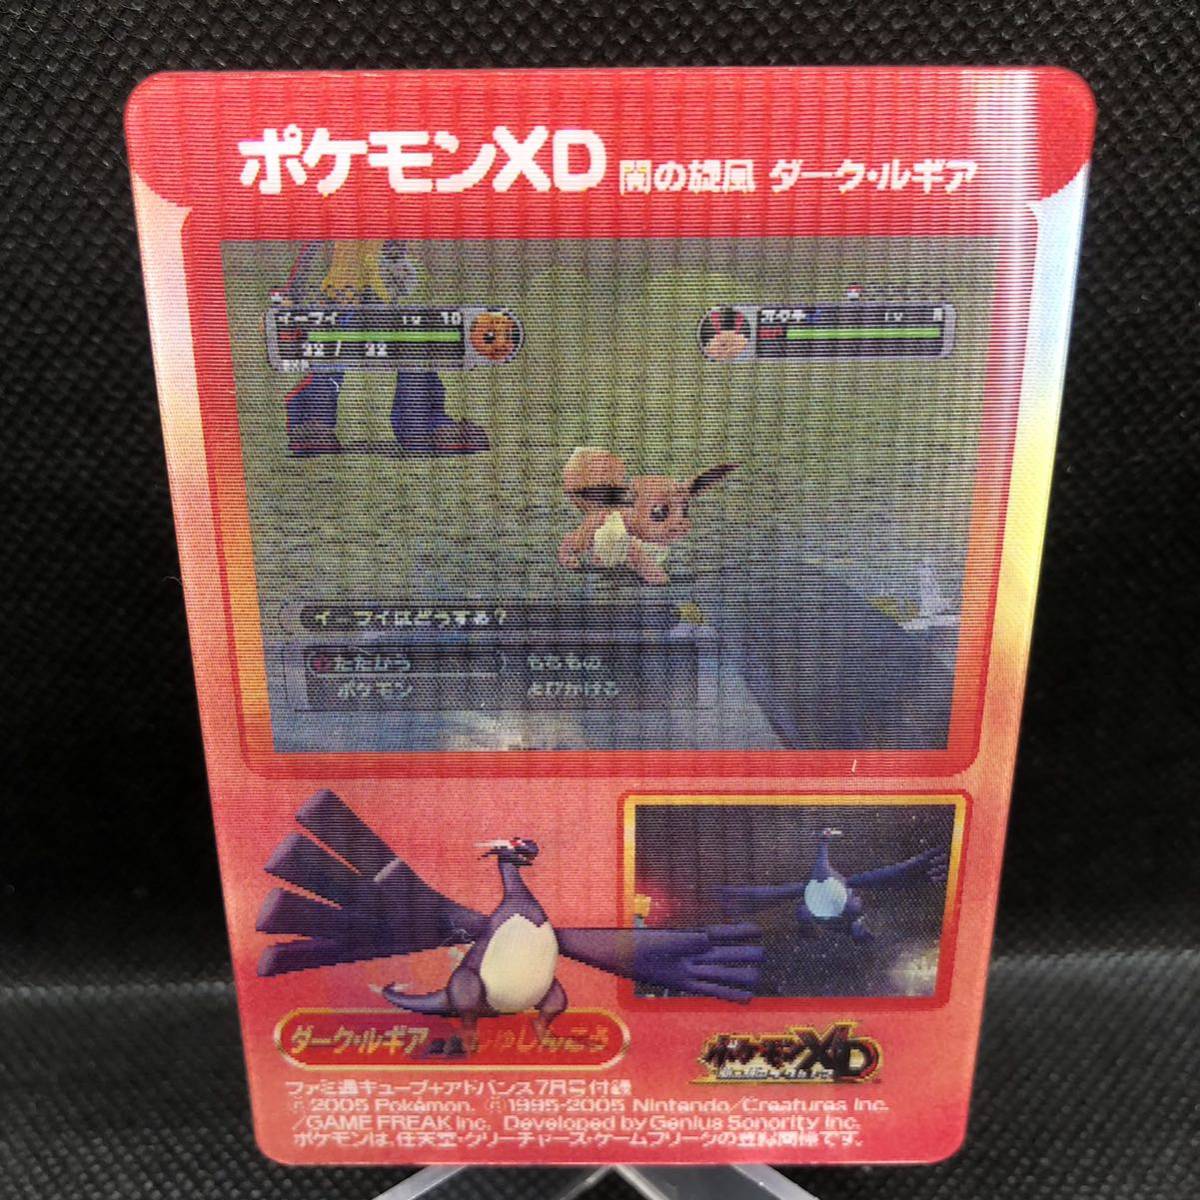 ポケモンXD 闇の旋風 ダーク・ルギア
イーブイ Lv 10
22 / 22
EXP
Lv
イーブイはどうする?
たたかう もちもの
ポケモン よびかける
ダーク・ルギア
ポケモンXD
ファミ通キューブ+アドバンス7月号付録
© 2005 Pokémon. © 1995-2005 Nintendo/Creatures Inc.
/GAME FREAK inc. Developed by Genius Sonority Inc.
ポケモンは、任天堂・クリーチャーズ・ゲームフリークの登録商標です。